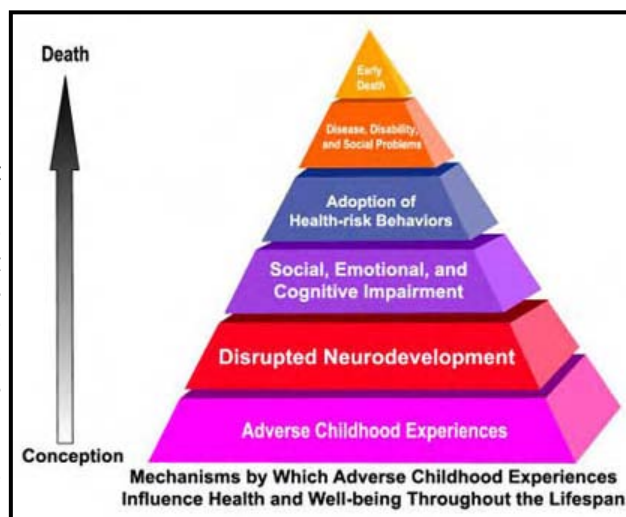 Death
Early
Death
Disease, Disability,
and Social Problems
Adoption of
Health-risk Behaviors
Social, Emotional, and
Cognitive Impairment
Disrupted Neurodevelopment
Adverse Childhood Experiences
Conception
Mechanisms by Which Adverse Childhood Experiences
Influence Health and Well-being Throughout the Lifespan